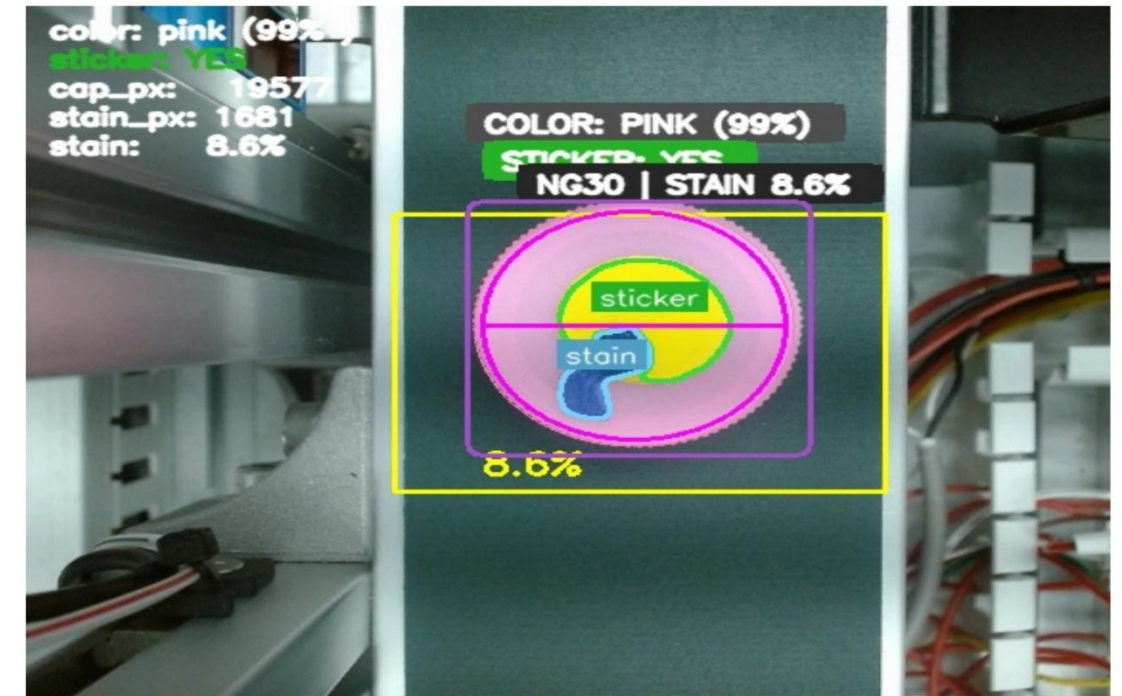 color: pink (99% )
sticker: YES
cap_px: 19577
stain_px: 1681
stain: 8.6%
COLOR: PINK (99%)
STICKER: YES
NG30 | STAIN 8.6%
sticker
stain
8.6%